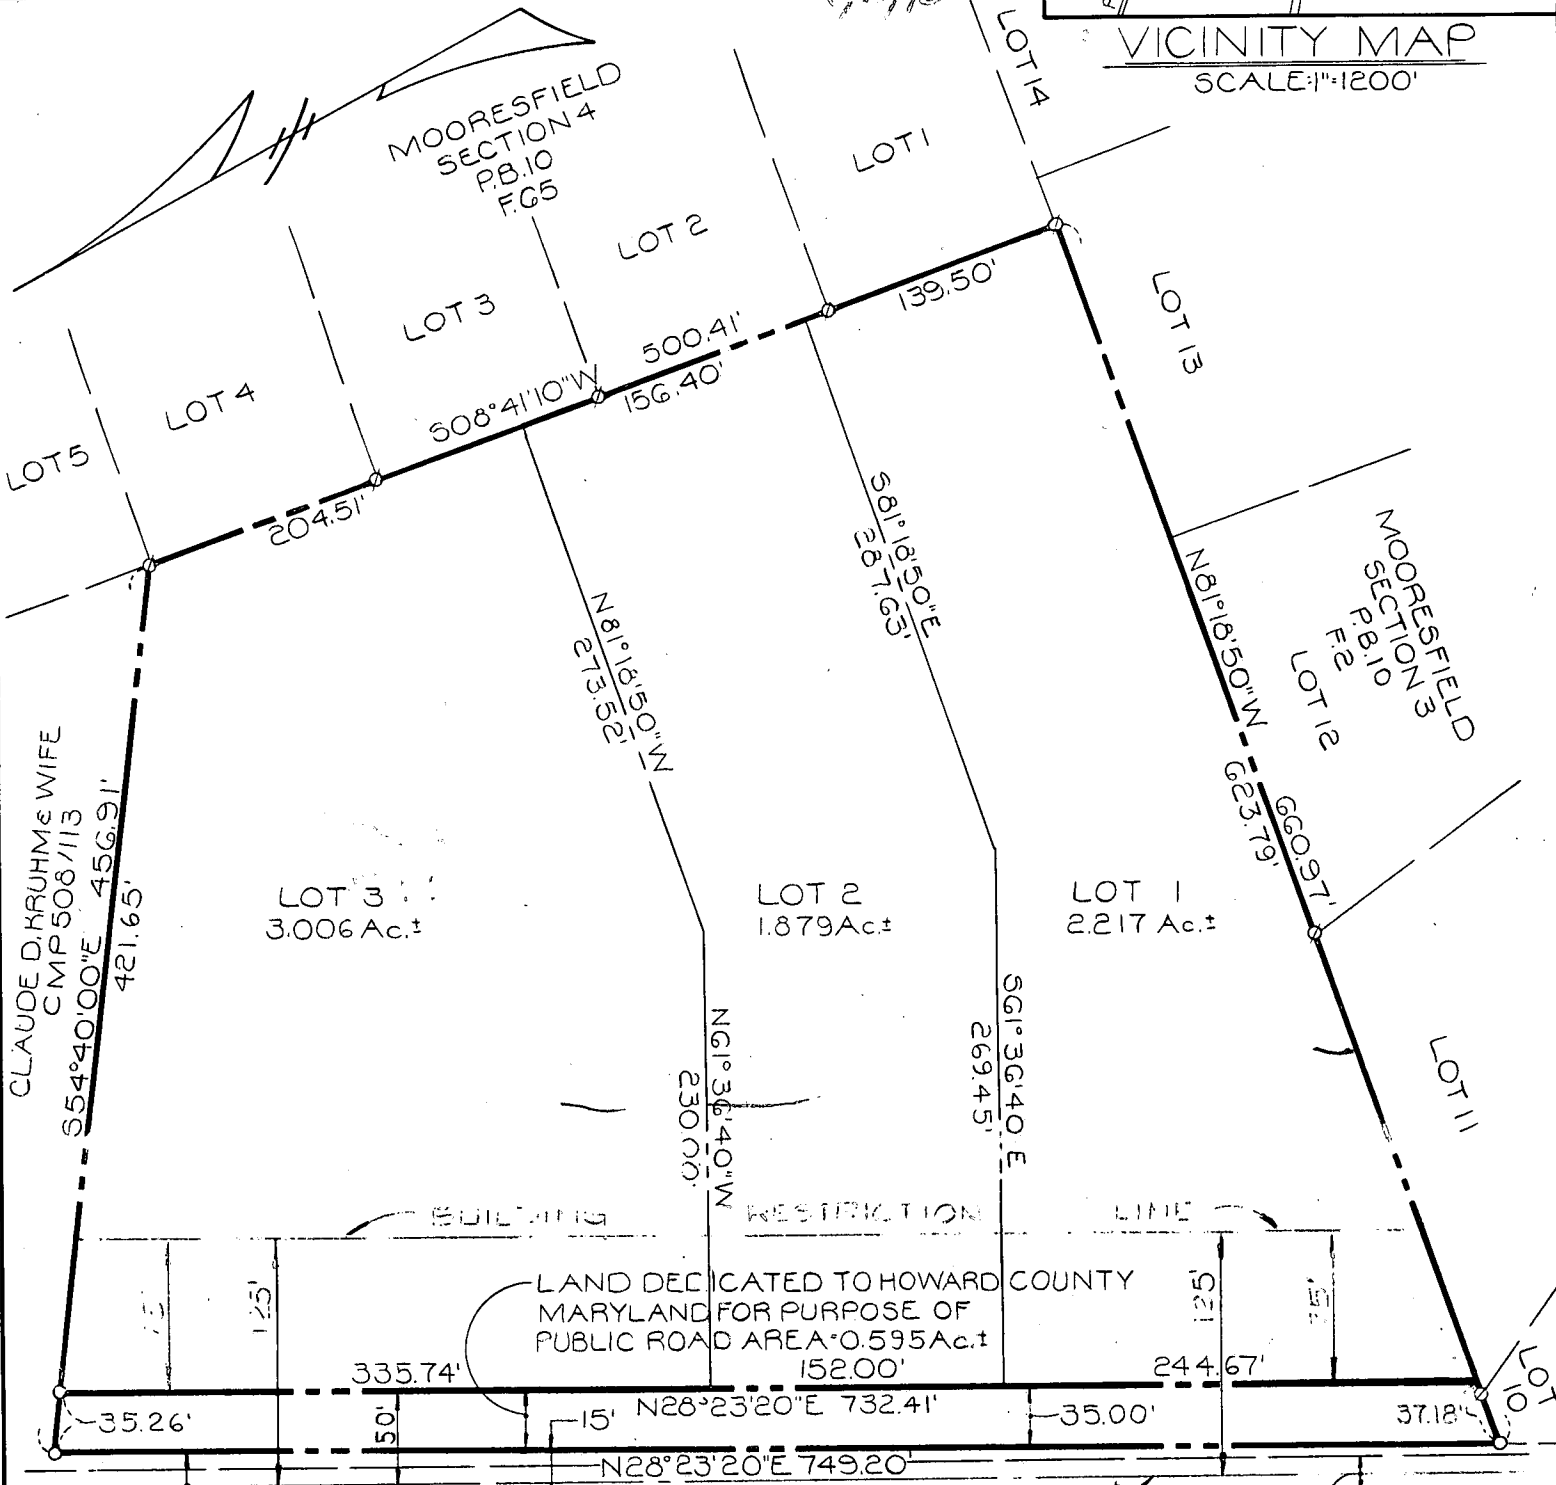 VICINITY MAP
SCALE:1"=1200'
LOT 14
MOORESFIELD
SECTION 4
P.B.10
F.65
LOT 1
LOT 2
LOT 3
LOT 4
LOT 5
139.50'
500.41'
156.40'
S08°41'10"W
204.51'
LOT 13
S81°18'50"E
287.63'
N81°18'50"W
273.52'
N81°18'50"W
660.97'
623.79'
MOORESFIELD
SECTION 3
P.B.10
F.2
LOT 12
CLAUDE D. KRUHM & WIFE
CMP 508/113
S54°40'00"E 456.91'
421.65'
LOT 3
3.006 Ac.±
LOT 2
1.879 Ac.±
LOT 1
2.217 Ac.±
N61°36'40"W
230.00'
S61°36'40 E
269.45'
LOT 11
BUILDING RESTRICTION LINE
75'
125'
125'
75'
LAND DEDICATED TO HOWARD COUNTY
MARYLAND FOR PURPOSE OF
PUBLIC ROAD AREA=0.595 Ac.±
335.74'
152.00'
244.67'
N28°23'20"E 732.41'
35.26'
50'
15'
35.00'
37.18'
LOT 10
N28°23'20"E 749.20'